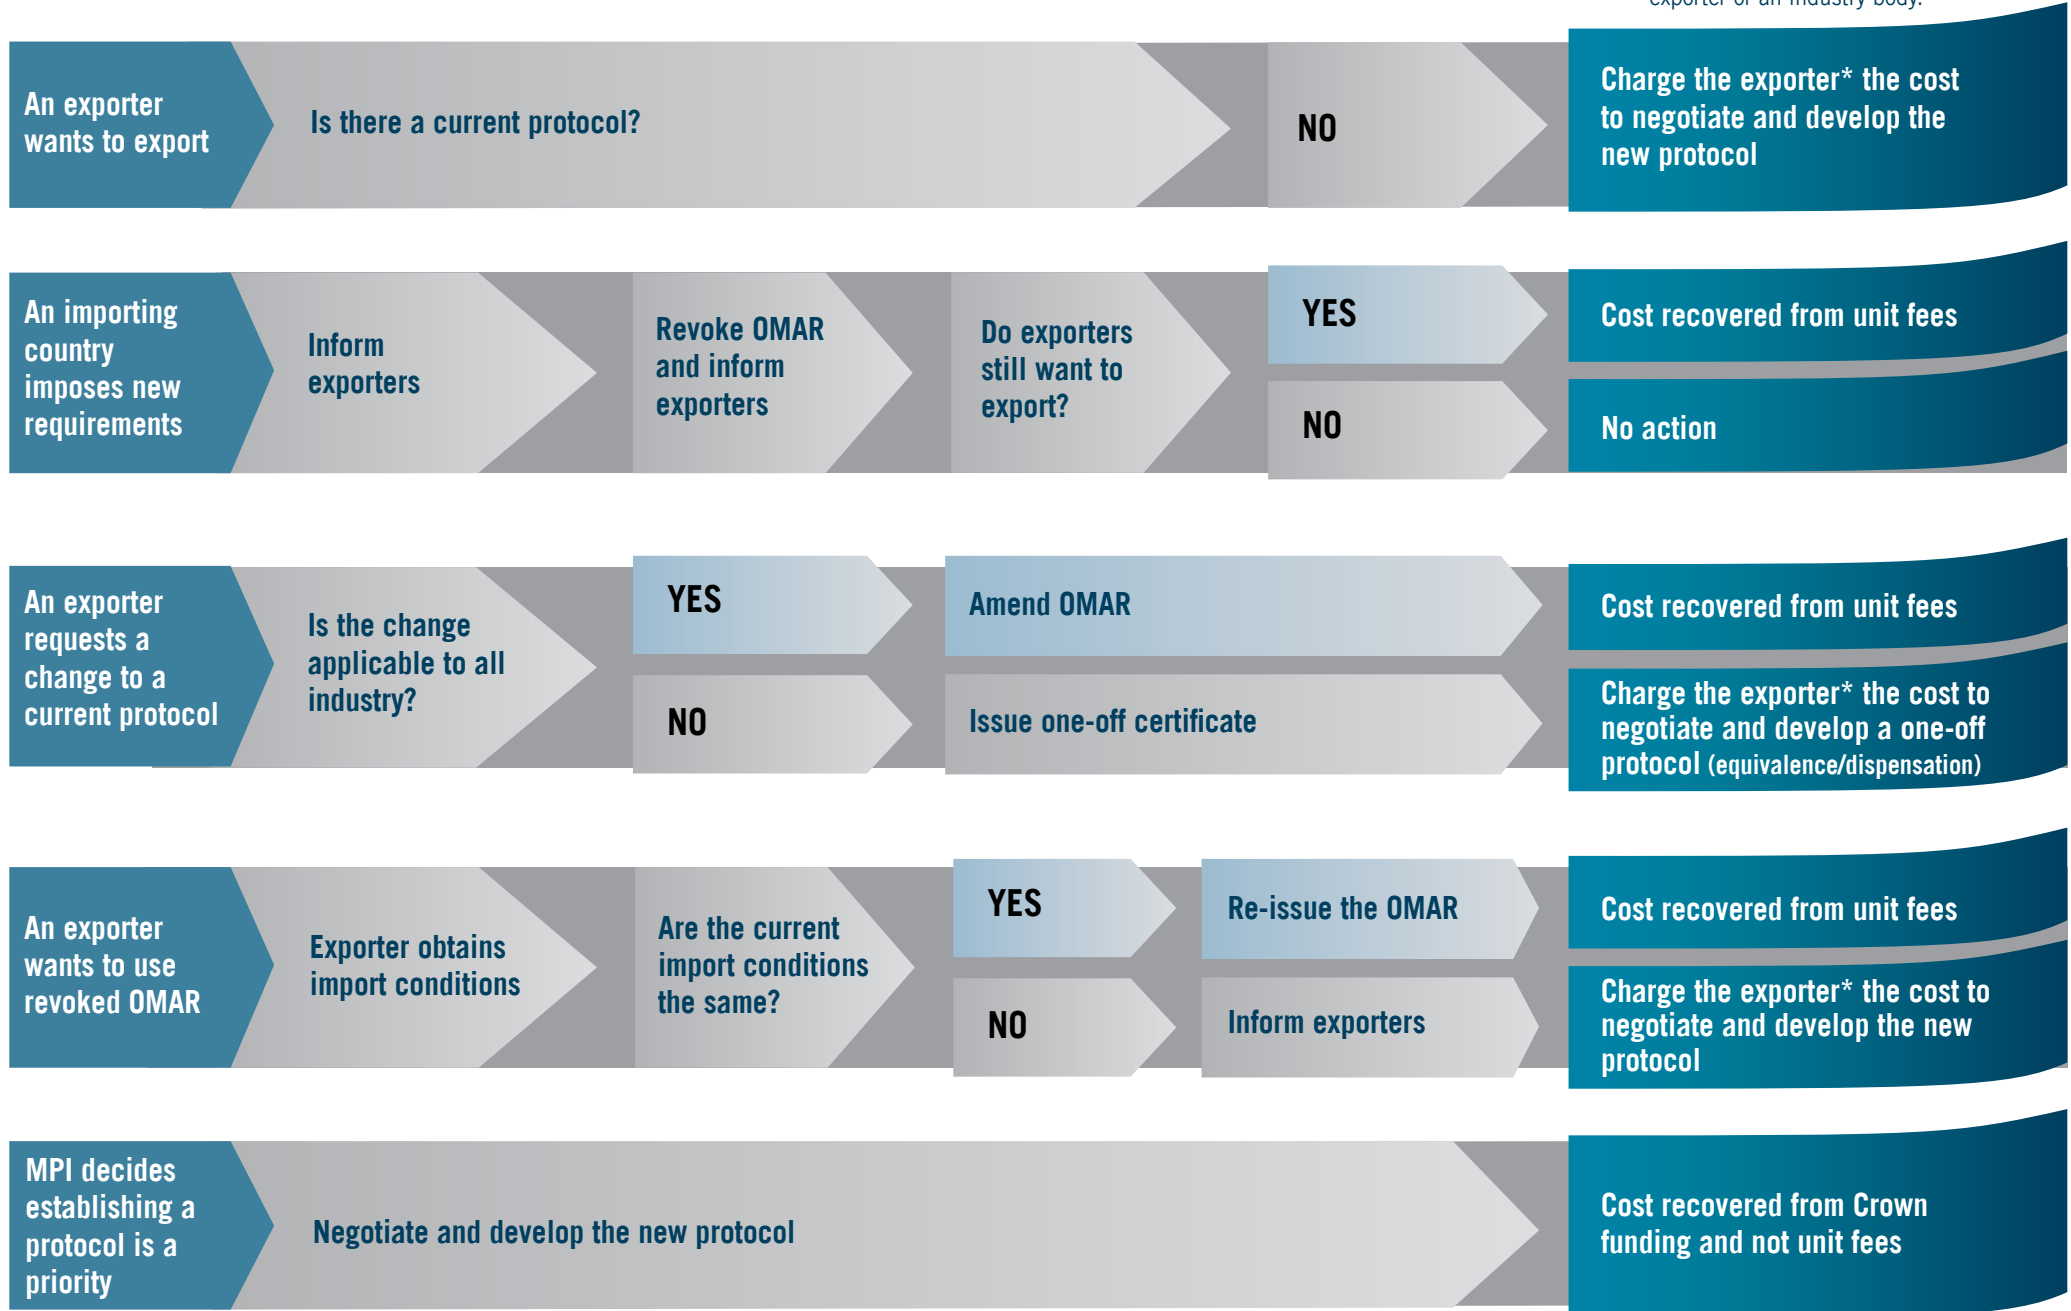 exporter or an industry body.
An exporter
wants to export
Is there a current protocol?
NO
Charge the exporter* the cost
to negotiate and develop the
new protocol
An importing
country
imposes new
requirements
Inform
exporters
Revoke OMAR
and inform
exporters
Do exporters
still want to
export?
YES
Cost recovered from unit fees
NO
No action
An exporter
requests a
change to a
current protocol
Is the change
applicable to all
industry?
YES
Amend OMAR
Cost recovered from unit fees
NO
Issue one-off certificate
Charge the exporter* the cost to
negotiate and develop a one-off
protocol (equivalence/dispensation)
An exporter
wants to use
revoked OMAR
Exporter obtains
import conditions
Are the current
import conditions
the same?
YES
Re-issue the OMAR
Cost recovered from unit fees
NO
Inform exporters
Charge the exporter* the cost to
negotiate and develop the new
protocol
MPI decides
establishing a
protocol is a
priority
Negotiate and develop the new protocol
Cost recovered from Crown
funding and not unit fees